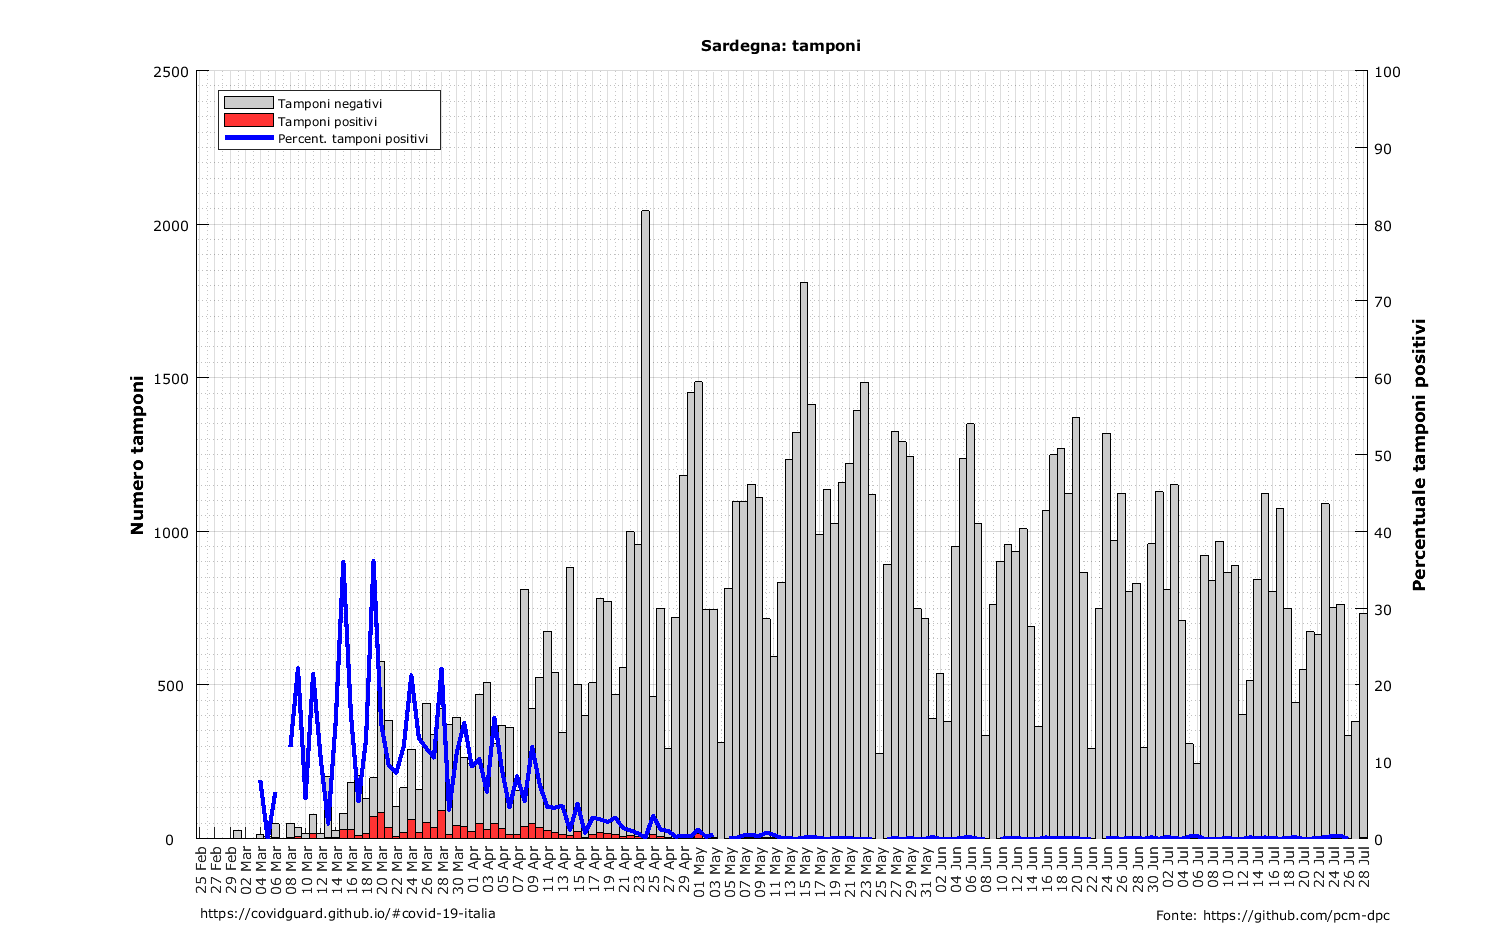 Sardegna: tamponi
2500
2000
1500
1000
500
0
Numero tamponi
Tamponi negativi
Tamponi positivi
Percent. tamponi positivi
100
90
80
70
60
50
40
30
20
10
0
Percentuale tamponi positivi
25 Feb
27 Feb
29 Feb
02 Mar
04 Mar
06 Mar
08 Mar
10 Mar
12 Mar
14 Mar
16 Mar
18 Mar
20 Mar
22 Mar
24 Mar
26 Mar
28 Mar
30 Mar
01 Apr
03 Apr
05 Apr
07 Apr
09 Apr
11 Apr
13 Apr
15 Apr
17 Apr
19 Apr
21 Apr
23 Apr
25 Apr
27 Apr
29 Apr
01 May
03 May
05 May
07 May
09 May
11 May
13 May
15 May
17 May
19 May
21 May
23 May
25 May
27 May
29 May
31 May
02 Jun
04 Jun
06 Jun
08 Jun
10 Jun
12 Jun
14 Jun
16 Jun
18 Jun
20 Jun
22 Jun
24 Jun
26 Jun
28 Jun
30 Jun
02 Jul
04 Jul
06 Jul
08 Jul
10 Jul
12 Jul
14 Jul
16 Jul
18 Jul
20 Jul
22 Jul
24 Jul
26 Jul
28 Jul
https://covidguard.github.io/#covid-19-italia
Fonte: https://github.com/pcm-dpc